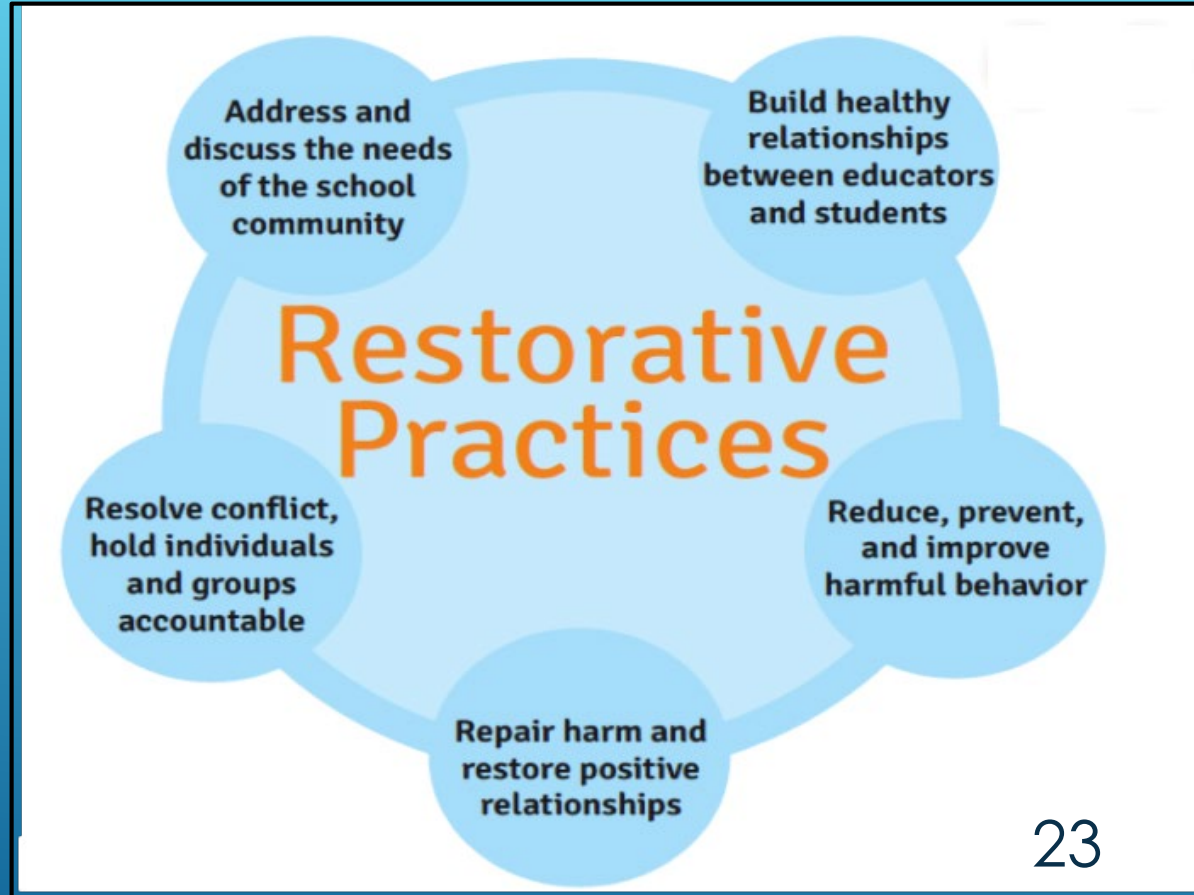 Address and
discuss the needs
of the school
community
Build healthy
relationships
between educators
and students
Restorative
Practices
Resolve conflict,
hold individuals
and groups
accountable
Reduce, prevent,
and improve
harmful behavior
Repair harm and
restore positive
relationships
23